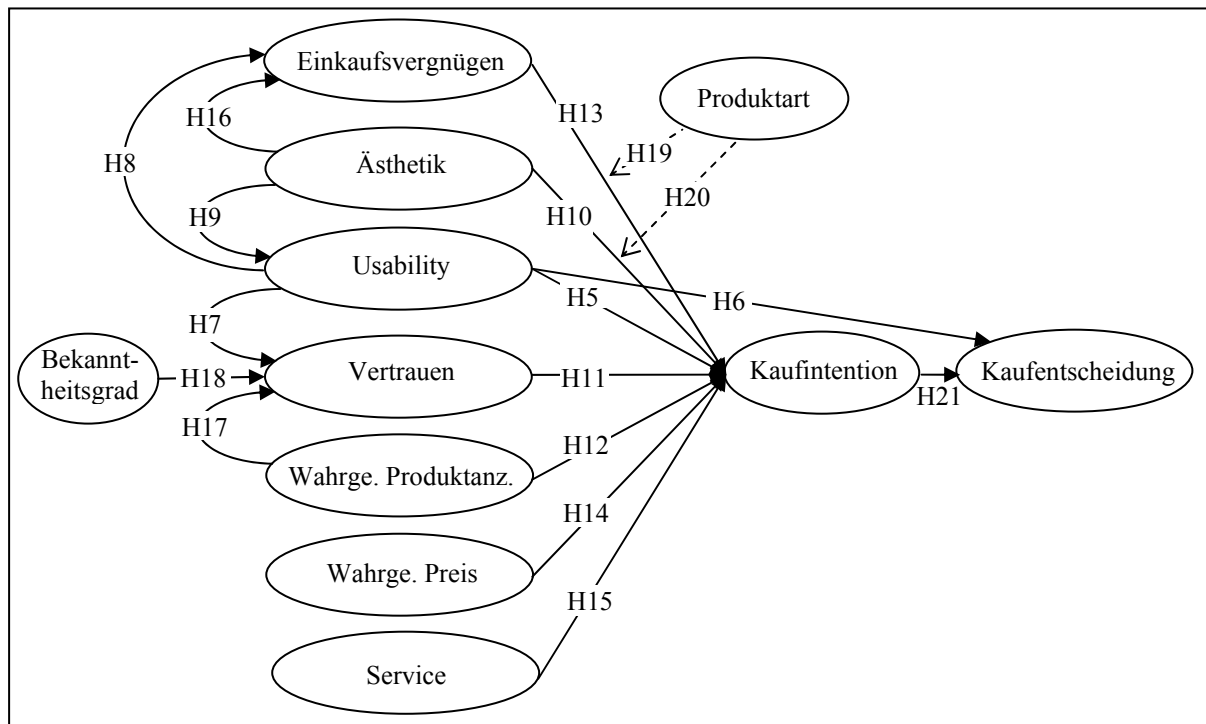 Einkaufsvergnügen
H16
H13
Produktart
H8
Ästhetik
H19
H9
H10
H20
Usability
H7
H5
H6
Bekannt-
heitsgrad
H18
Vertrauen
H11
Kaufintention
H21
Kaufentscheidung
H17
Wahrge. Produktanz.
H12
H14
Wahrge. Preis
H15
Service